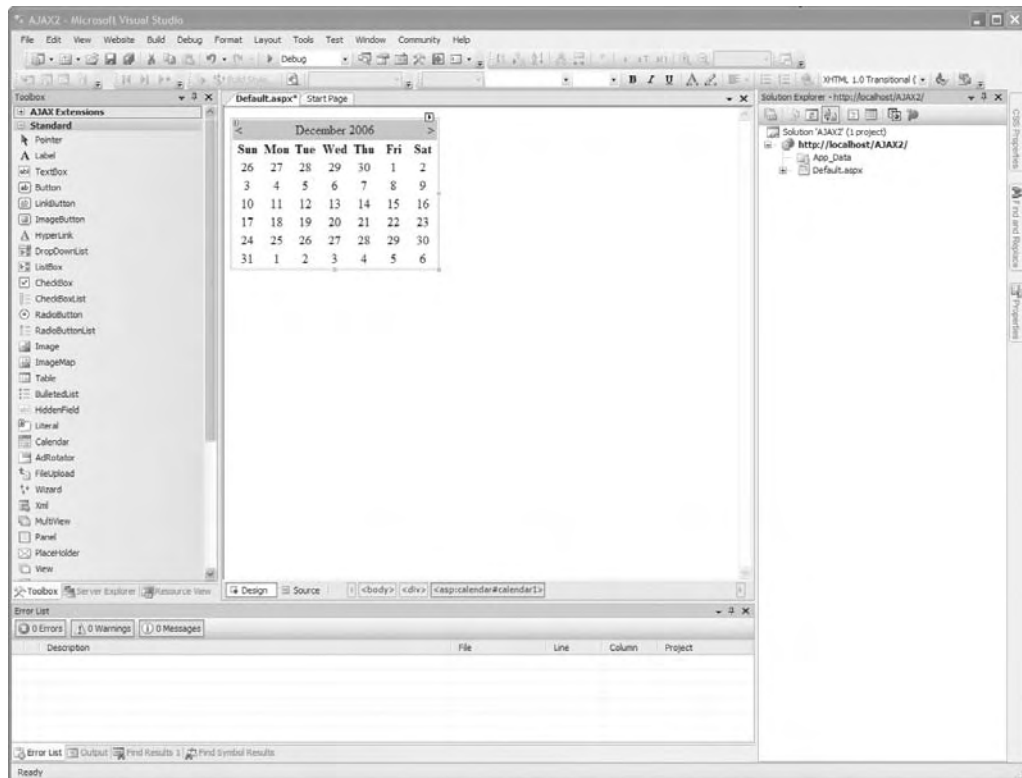 AJAX2 - Microsoft Visual Studio
File Edit View Website Build Debug Format Layout Tools Test Window Community Help
Debug
B I U
XHTML 1.0 Transitional (
Toolbox
AJAX Extensions
Standard
Pointer
Label
TextBox
Button
LinkButton
ImageButton
HyperLink
DropDownList
ListBox
CheckBox
CheckBoxList
RadioButton
RadioButtonList
Image
ImageMap
Table
BulletedList
HiddenField
Literal
Calendar
AdRotator
FileUpload
Wizard
Xml
MultiView
Panel
PlaceHolder
View
Toolbox Server Explorer Resource View
Default.aspx* Start Page
< December 2006 >
Sun Mon Tue Wed Thu Fri Sat
26 27 28 29 30 1 2
3 4 5 6 7 8 9
10 11 12 13 14 15 16
17 18 19 20 21 22 23
24 25 26 27 28 29 30
31 1 2 3 4 5 6
Design Source <body> <div> <asp:calendar#calendar1>
Solution Explorer - http://localhost/AJAX2/
Solution 'AJAX2' (1 project)
http://localhost/AJAX2/
App_Data
Default.aspx
CSS Properties
Find and Replace
Properties
Error List
0 Errors 0 Warnings 0 Messages
Description File Line Column Project
Error List Output Find Results 1 Find Symbol Results
Ready